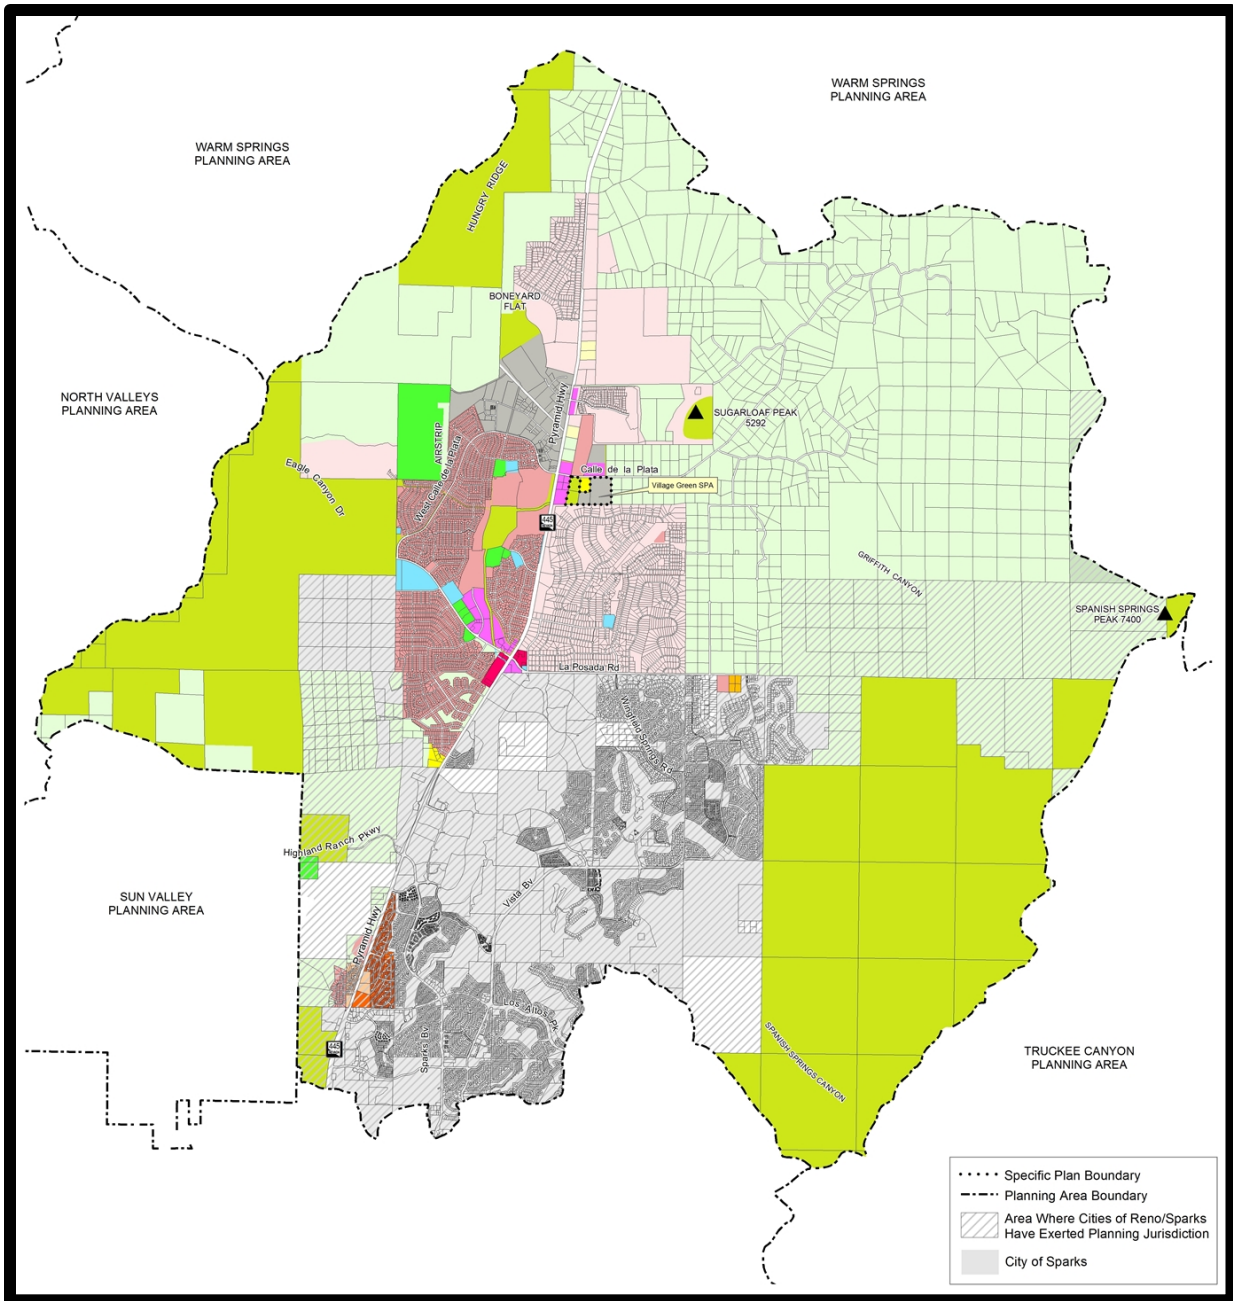 WARM SPRINGS
PLANNING AREA
WARM SPRINGS
PLANNING AREA
HUNGRY RIDGE
BONEYARD
FLAT
NORTH VALLEYS
PLANNING AREA
Pyramid Hwy
SUGARLOAF PEAK
5292
AIRSTRIP
West Calle de la Plata
Eagle Canyon Dr
Calle de la Plata
Village Green SPA
445
GRIFFITH CANYON
SPANISH SPRINGS
PEAK 7400
La Posada Rd
Wingfield Springs Rd
Highland Ranch Pkwy
SUN VALLEY
PLANNING AREA
Vista Bv
Pyramid Hwy
Los Altos Pk
Sparks Bv
445
SPANISH SPRINGS CANYON
TRUCKEE CANYON
PLANNING AREA
Specific Plan Boundary
Planning Area Boundary
Area Where Cities of Reno/Sparks
Have Exerted Planning Jurisdiction
City of Sparks